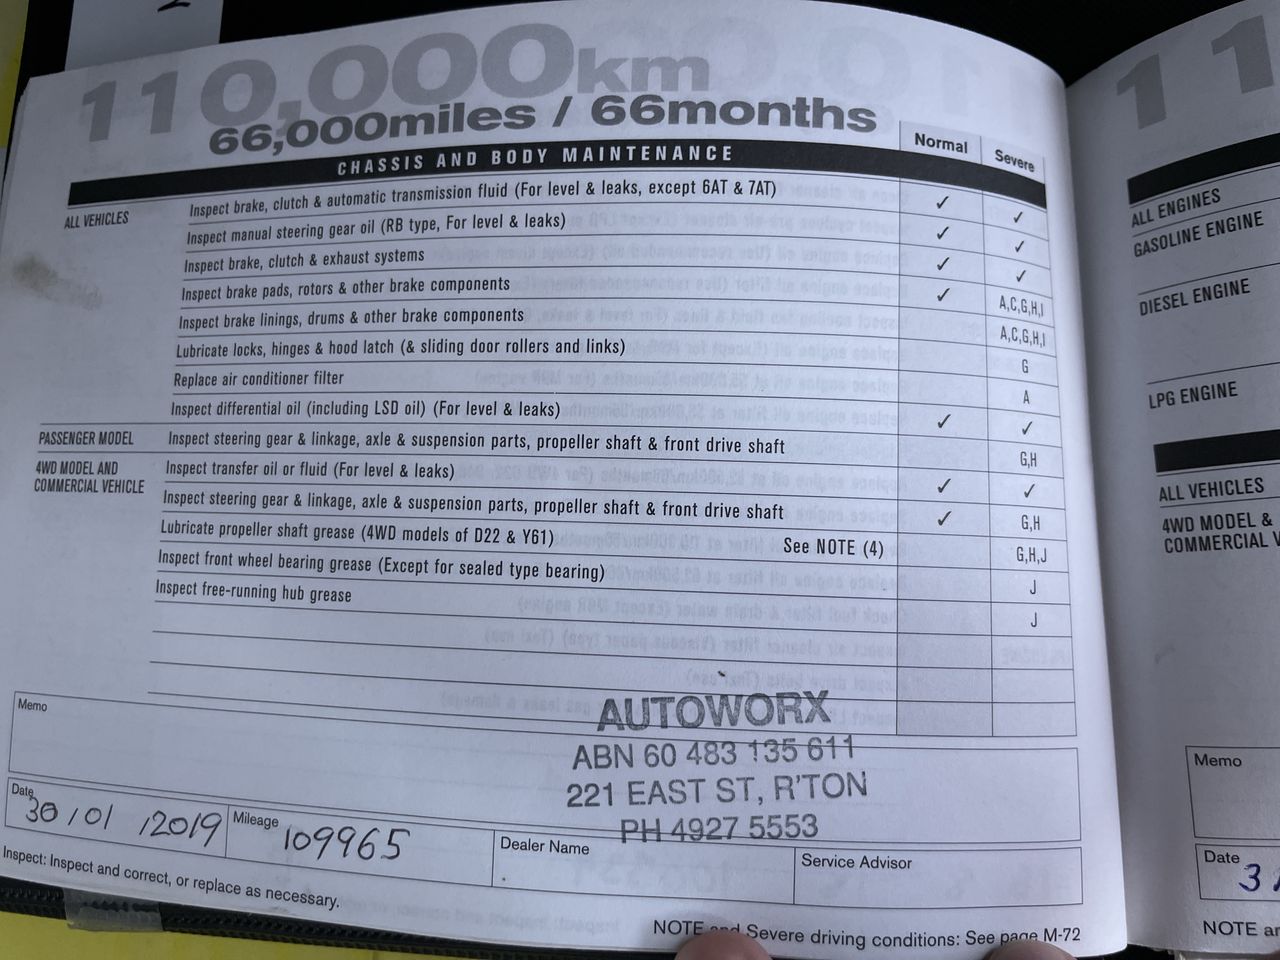 110,000km
66,000miles / 66months
Normal
Severe
CHASSIS AND BODY MAINTENANCE
ALL VEHICLES
Inspect brake, clutch & automatic transmission fluid (For level & leaks, except 6AT & 7AT) ✓ ✓
Inspect manual steering gear oil (RB type, For level & leaks) ✓ ✓
Inspect brake, clutch & exhaust systems ✓ ✓
Inspect brake pads, rotors & other brake components ✓ A,C,G,H,I
Inspect brake linings, drums & other brake components A,C,G,H,I
Lubricate locks, hinges & hood latch (& sliding door rollers and links) G
Replace air conditioner filter A
Inspect differential oil (including LSD oil) (For level & leaks) ✓ ✓
PASSENGER MODEL
Inspect steering gear & linkage, axle & suspension parts, propeller shaft & front drive shaft G,H
4WD MODEL AND
COMMERCIAL VEHICLE
Inspect transfer oil or fluid (For level & leaks) ✓ ✓
Inspect steering gear & linkage, axle & suspension parts, propeller shaft & front drive shaft ✓ G,H
Lubricate propeller shaft grease (4WD models of D22 & Y61) See NOTE (4) G,H,J
Inspect front wheel bearing grease (Except for sealed type bearing) J
Inspect free-running hub grease J
Memo
AUTOWORX
ABN 60 483 135 611
221 EAST ST, R'TON
PH 4927 5553
Date 30/01/2019
Mileage 109965
Dealer Name
Service Advisor
Inspect: Inspect and correct, or replace as necessary.
NOTE and Severe driving conditions: See page M-72
11
ALL ENGINES
GASOLINE ENGINE
DIESEL ENGINE
LPG ENGINE
ALL VEHICLES
4WD MODEL &
COMMERCIAL
Memo
Date 3
NOTE